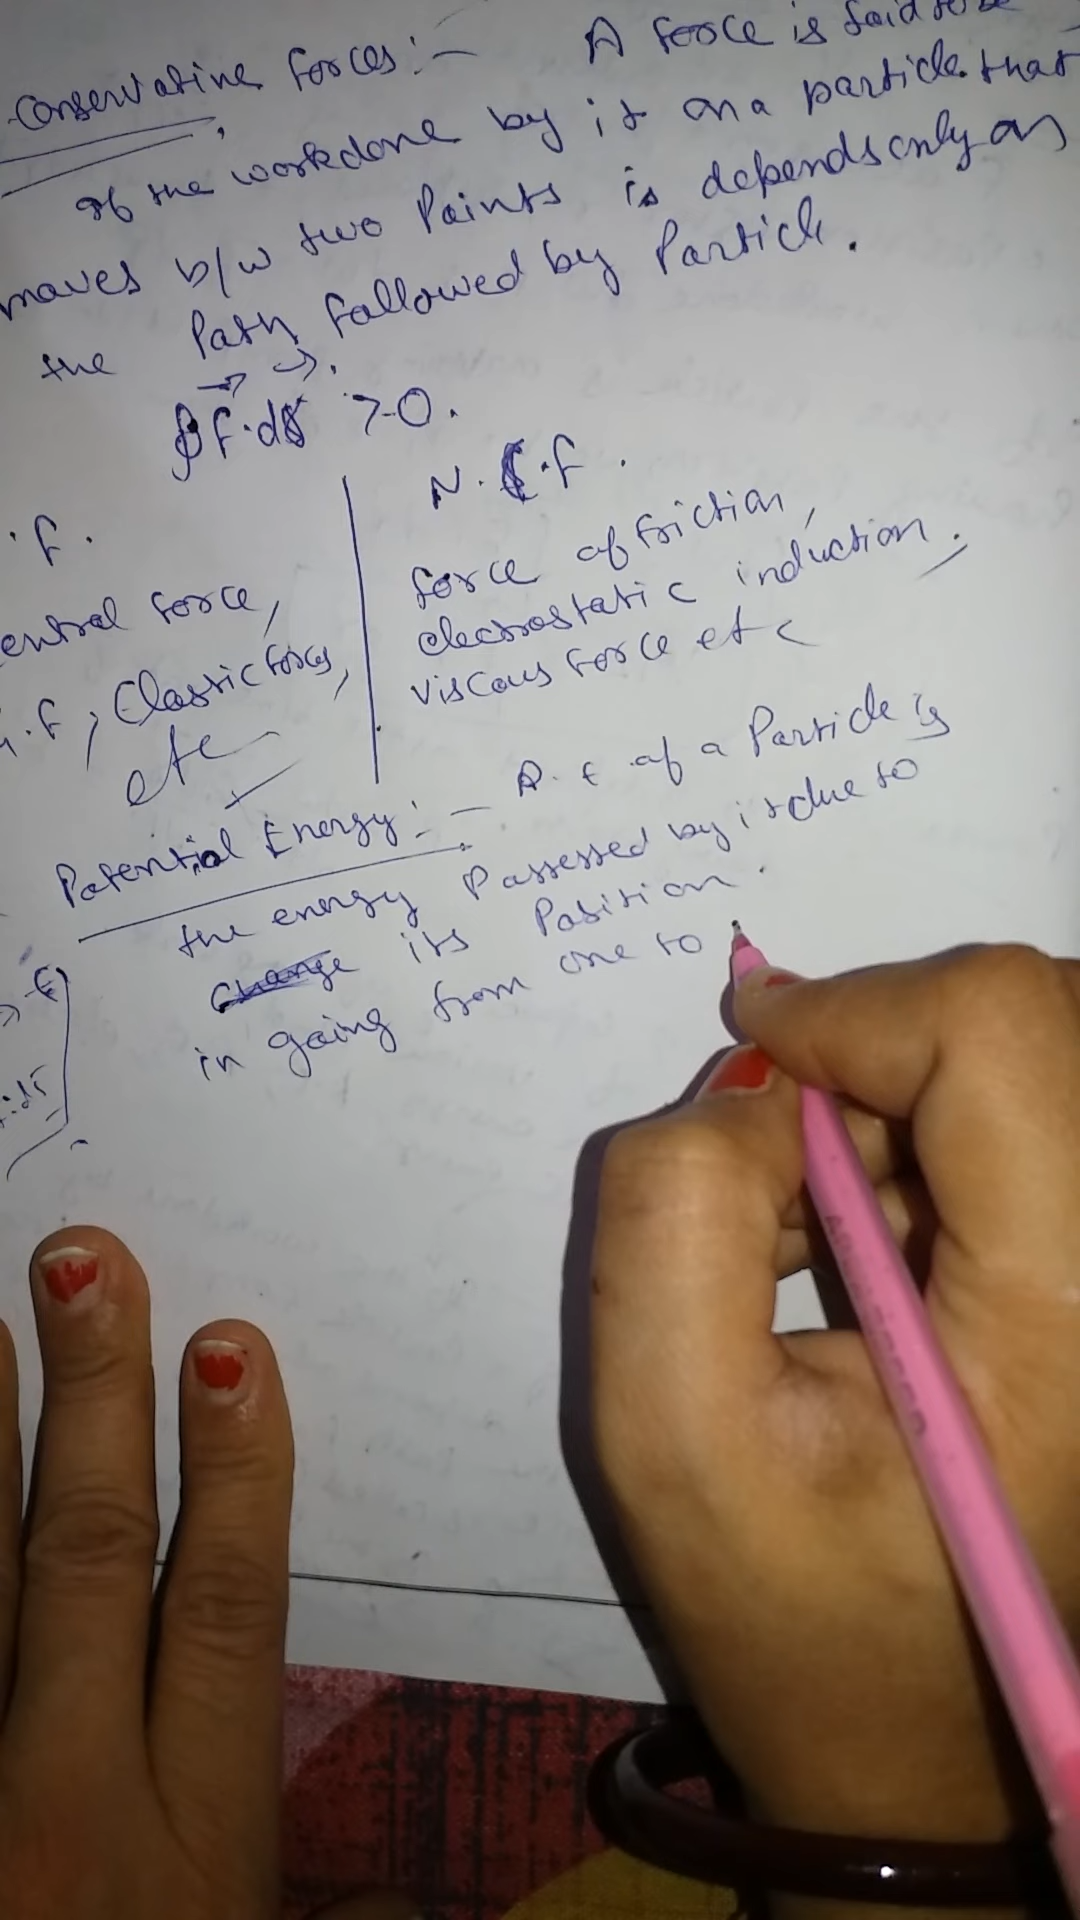 Conservative forces :- A force is said to be
If the workdone by it on a particle that
moves b/w two Points is depends only on
the Path followed by Particle.
∮F⃗.ds⃗ >0.
.f.
N.C.f.
entral force,
force of friction,
.f, Classic forces,
electrostatic induction.
etc
viscous force etc
Potential Energy :- P.E of a Particle is
the energy Possessed by it due to
Change its Position.
in going from one to